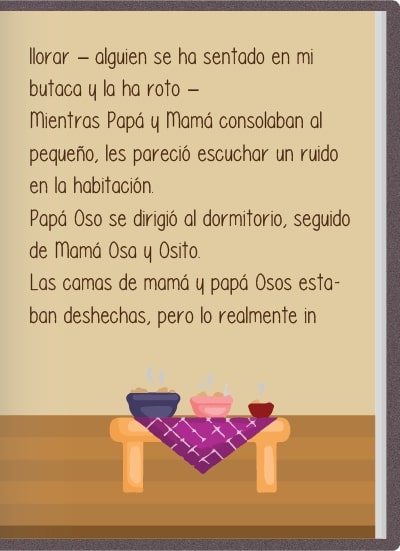 llorar – alguien se ha sentado en mi
butaca y la ha roto –
Mientras Papá y Mamá consolaban al
pequeño, les pareció escuchar un ruido
en la habitación.
Papá Oso se dirigió al dormitorio, seguido
de Mamá Osa y Osito.
Las camas de mamá y papá Osos esta-
ban deshechas, pero lo realmente in